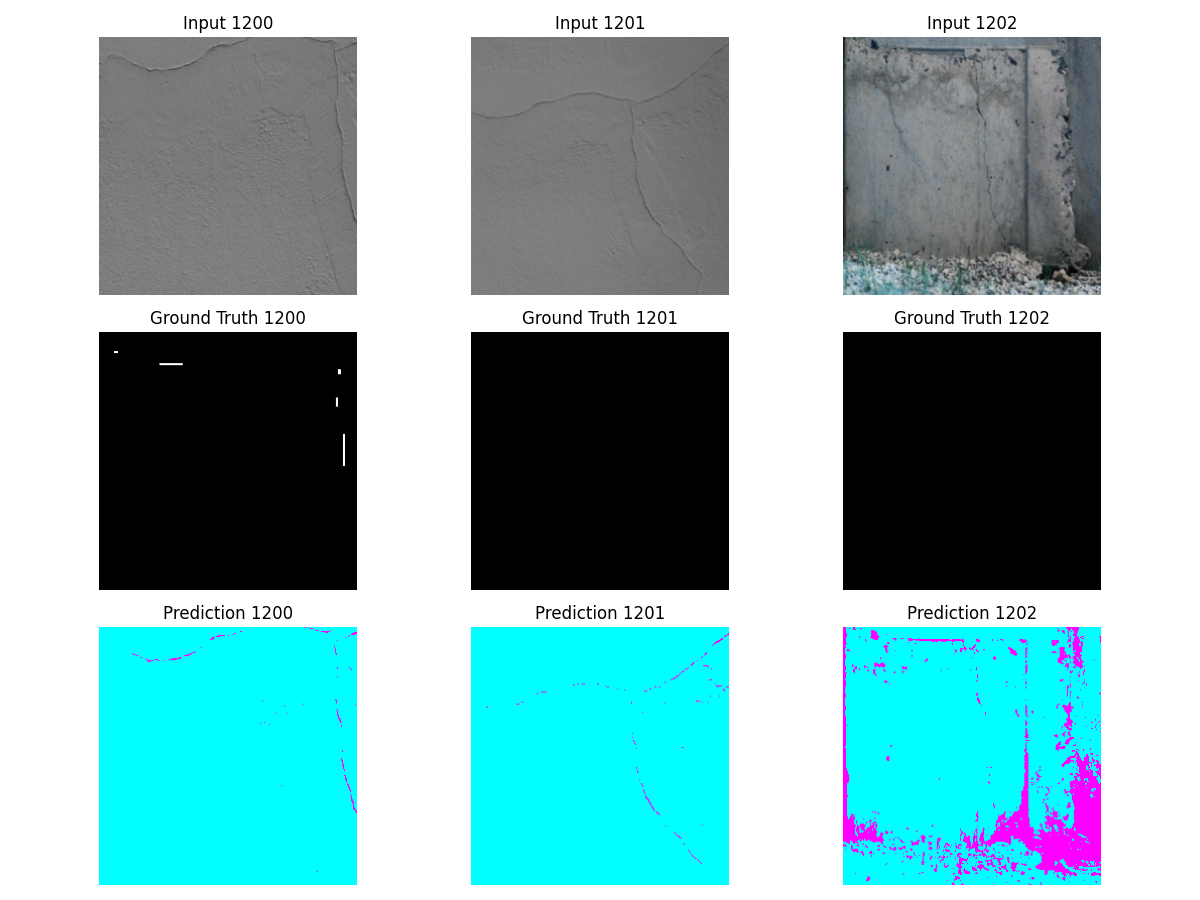 Input 1200
Input 1201
Input 1202
Ground Truth 1200
Ground Truth 1201
Ground Truth 1202
Prediction 1200
Prediction 1201
Prediction 1202